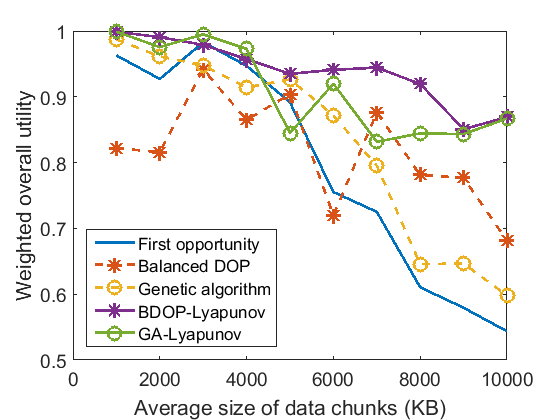 Weighted overall utility
1
0.9
0.8
0.7
0.6
0.5
First opportunity
Balanced DOP
Genetic algorithm
BDOP-Lyapunov
GA-Lyapunov
0 2000 4000 6000 8000 10000
Average size of data chunks (KB)